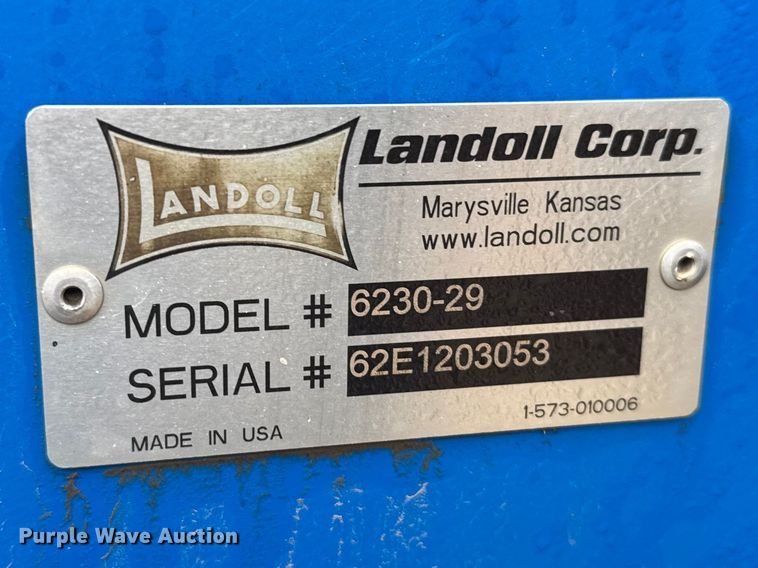 LANDOLL
Landoll Corp.
Marysville Kansas
www.landoll.com
MODEL # 6230-29
SERIAL # 62E1203053
1-573-010006
MADE IN USA
Purple Wave Auction